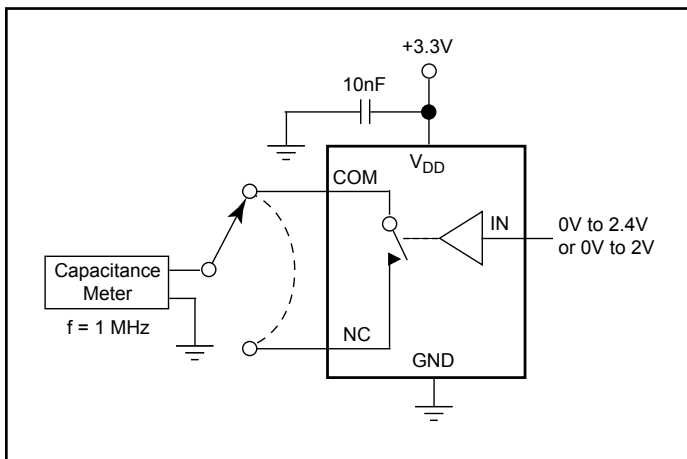 +3.3V
10nF
VDD
COM
IN
0V to 2.4V
or 0V to 2V
Capacitance
Meter
f = 1 MHz
NC
GND